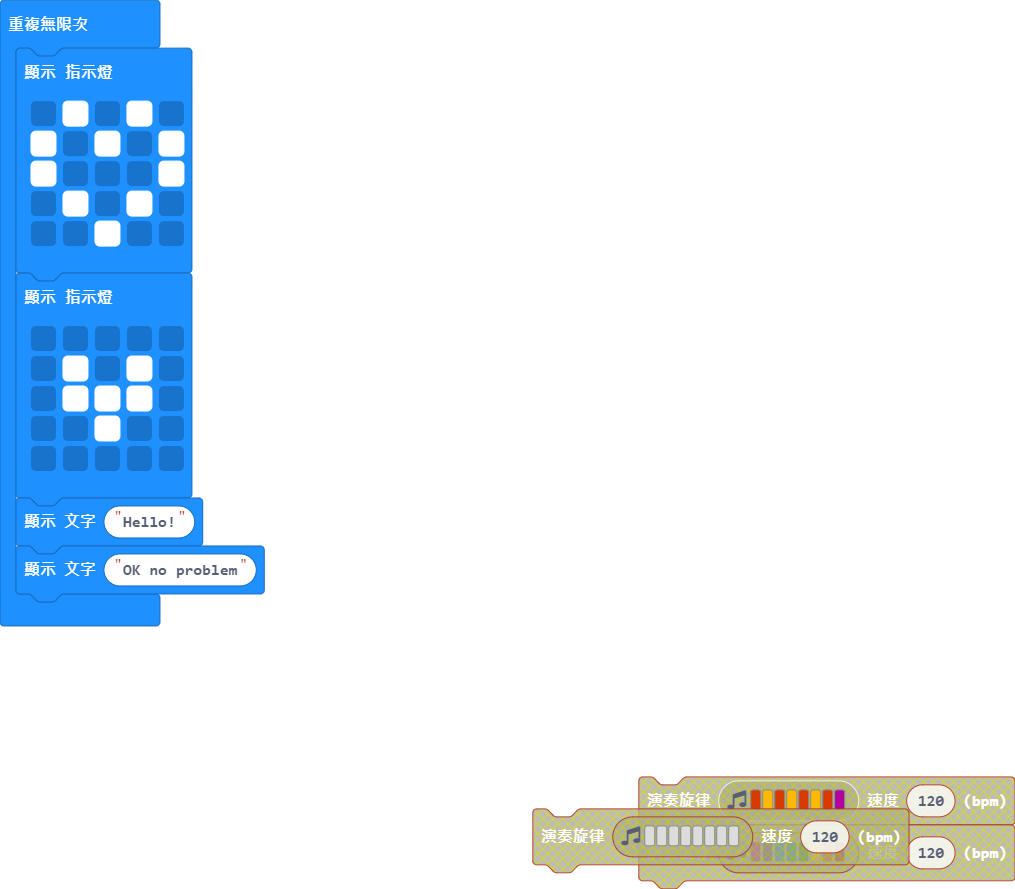 重複無限次
顯示 指示燈
顯示 指示燈
顯示 文字 "Hello!"
顯示 文字 "OK no problem"
演奏旋律 速度 120 (bpm)
演奏旋律 速度 120 (bpm)
速度 120 (bpm)